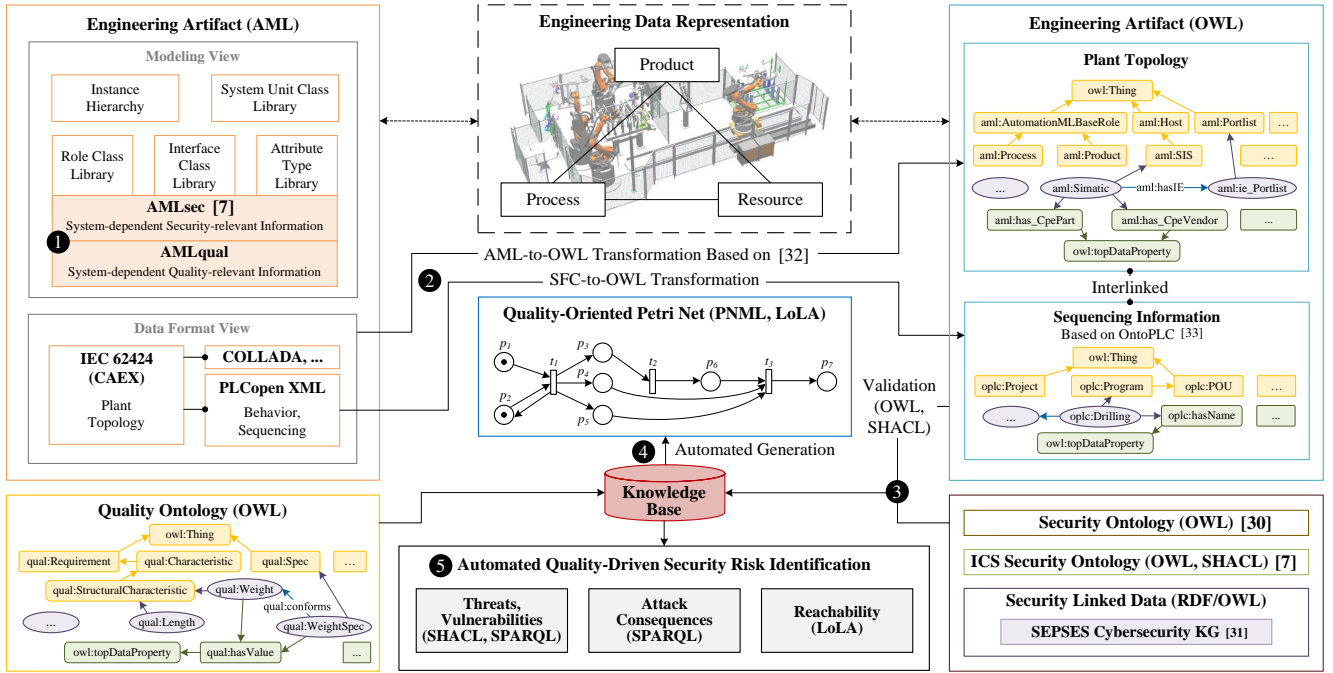 Engineering Artifact (AML)
Modeling View
Instance
Hierarchy
System Unit Class
Library
Role Class
Library
Interface
Class
Library
Attribute
Type
Library
AMLsec [7]
System-dependent Security-relevant Information
1
AMLqual
System-dependent Quality-relevant Information
Data Format View
IEC 62424
(CAEX)
Plant
Topology
COLLADA, ...
PLCopen XML
Behavior,
Sequencing
Engineering Data Representation
Product
Process
Resource
AML-to-OWL Transformation Based on [32]
2
SFC-to-OWL Transformation
Quality-Oriented Petri Net (PNML, LoLA)
p1
p2
t1
p3
p4
p5
t2
p6
t3
p7
4
Automated Generation
Knowledge
Base
Validation
(OWL,
SHACL)
3
Engineering Artifact (OWL)
Plant Topology
owl:Thing
aml:AutomationMLBaseRole
aml:Host
aml:Portlist
...
aml:Process
aml:Product
aml:SIS
...
...
aml:Simatic
aml:hasIE
aml:ie_Portlist
aml:has_CpePart
aml:has_CpeVendor
...
owl:topDataProperty
Interlinked
Sequencing Information
Based on OntoPLC [33]
owl:Thing
oplc:Project
oplc:Program
oplc:POU
...
...
oplc:Drilling
oplc:hasName
...
owl:topDataProperty
Quality Ontology (OWL)
owl:Thing
qual:Requirement
qual:Characteristic
qual:Spec
...
qual:StructuralCharacteristic
qual:Weight
qual:conforms
...
qual:Length
qual:WeightSpec
owl:topDataProperty
qual:hasValue
...
5
Automated Quality-Driven Security Risk Identification
Threats,
Vulnerabilities
(SHACL, SPARQL)
Attack
Consequences
(SPARQL)
Reachability
(LoLA)
Security Ontology (OWL) [30]
ICS Security Ontology (OWL, SHACL) [7]
Security Linked Data (RDF/OWL)
SEPSES Cybersecurity KG [31]